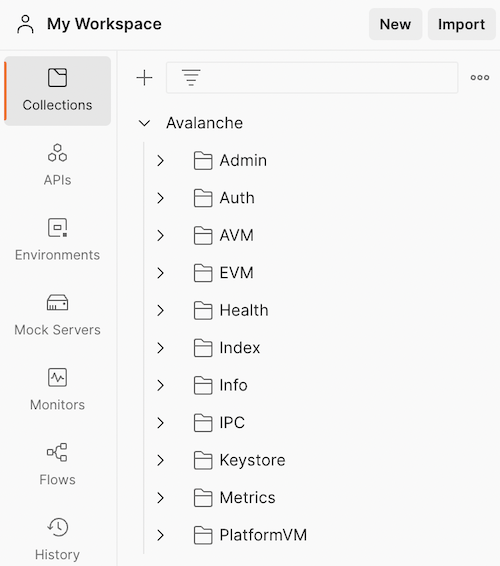 My Workspace
New
Import
Collections
APIs
Environments
Mock Servers
Monitors
Flows
History
Avalanche
Admin
Auth
AVM
EVM
Health
Index
Info
IPC
Keystore
Metrics
PlatformVM